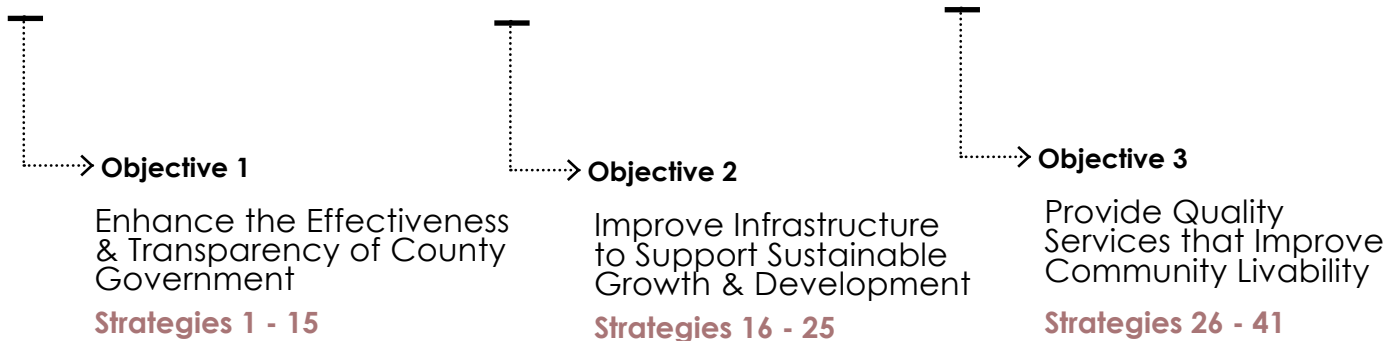 Objective 1
Enhance the Effectiveness
& Transparency of County
Government
Strategies 1 - 15
Objective 2
Improve Infrastructure
to Support Sustainable
Growth & Development
Strategies 16 - 25
Objective 3
Provide Quality
Services that Improve
Community Livability
Strategies 26 - 41